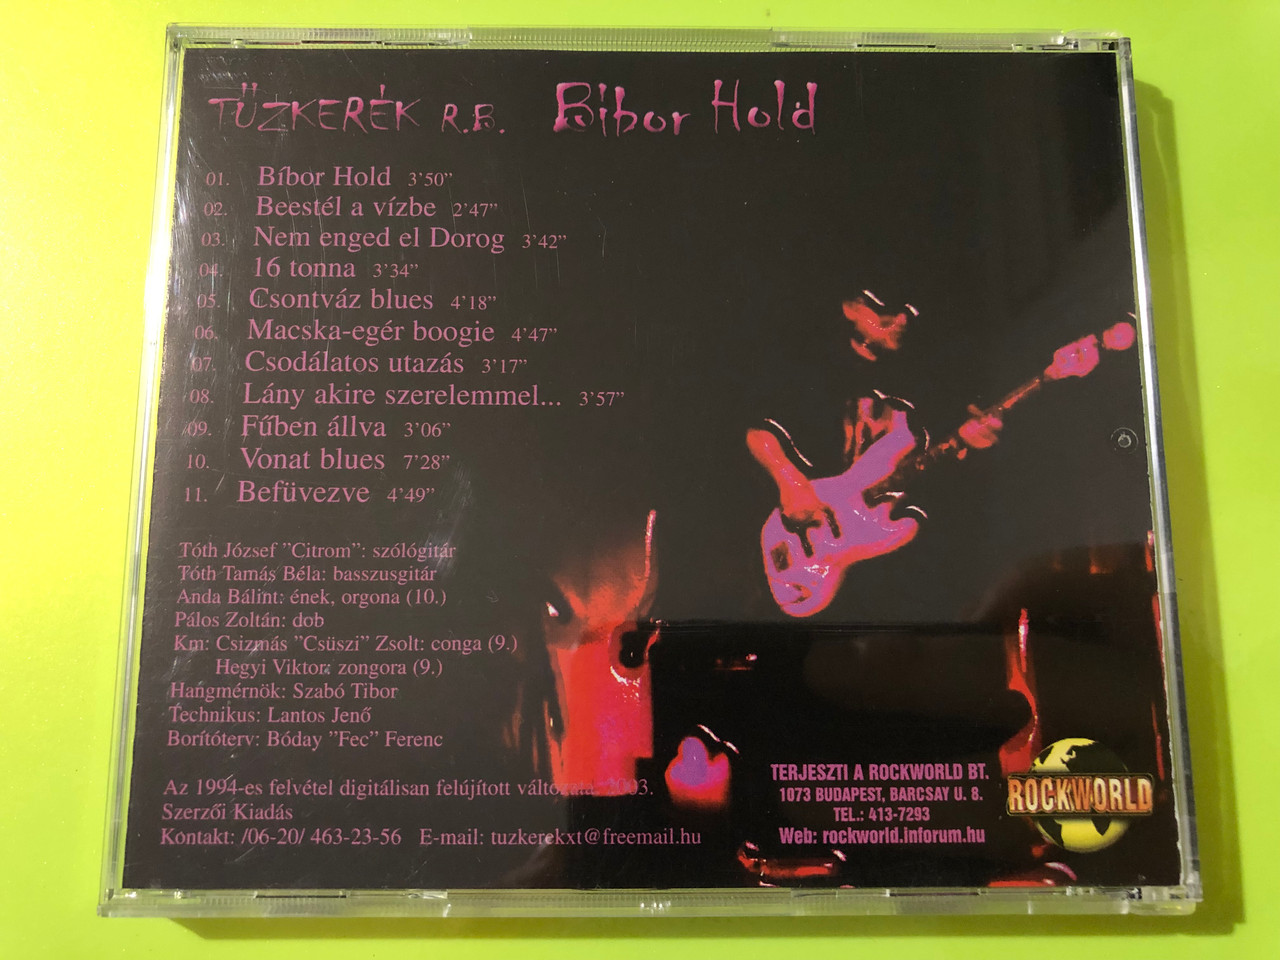 TŰZKERÉK R.B. Bíbor Hold
01. Bíbor Hold 3’50”
02. Beestél a vízbe 2’47”
03. Nem enged el Dorog 3’42”
04. 16 tonna 3’34”
05. Csontváz blues 4’18”
06. Macska-egér boogie 4’47”
07. Csodálatos utazás 3’17”
08. Lány akire szerelemmel... 3’57”
09. Fűben állva 3’06”
10. Vonat blues 7’28”
11. Befüvezve 4’49”
Tóth József ”Citrom”: szólógitár
Tóth Tamás Béla: basszusgitár
Anda Bálint: ének, orgona (10.)
Pálos Zoltán: dob
Km: Csizmás ”Csüszi” Zsolt: conga (9.)
Hegyi Viktor: zongora (9.)
Hangmérnök: Szabó Tibor
Technikus: Lantos Jenő
Borítóterv: Bóday ”Fec” Ferenc
Az 1994-es felvétel digitálisan felújított változata 2003.
Szerzői Kiadás
Kontakt: /06-20/ 463-23-56 E-mail: tuzkerekxt@freemail.hu
TERJESZTI A ROCKWORLD BT.
1073 BUDAPEST, BARCSAY U. 8.
TEL.: 413-7293
Web: rockworld.inforum.hu
ROCKWORLD